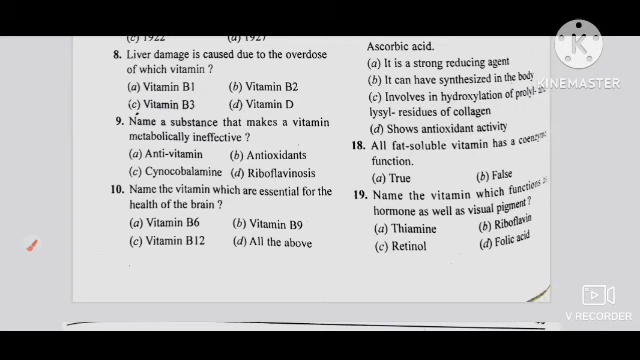 (c) 1922 (d) 1927
8. Liver damage is caused due to the overdose
of which vitamin ?
(a) Vitamin B1 (b) Vitamin B2
(c) Vitamin B3 (d) Vitamin D
9. Name a substance that makes a vitamin
metabolically ineffective ?
(a) Anti-vitamin (b) Antioxidants
(c) Cynocobalamine (d) Riboflavinosis
10. Name the vitamin which are essential for the
health of the brain ?
(a) Vitamin B6 (b) Vitamin B9
(c) Vitamin B12 (d) All the above
Ascorbic acid.
(a) It is a strong reducing agent
(b) It can have synthesized in the body
(c) Involves in hydroxylation of prolyl- and
lysyl- residues of collagen
(d) Shows antioxidant activity
18. All fat-soluble vitamin has a coenzyme
function.
(a) True (b) False
19. Name the vitamin which functions as
hormone as well as visual pigment ?
(a) Thiamine (b) Riboflavin
(c) Retinol (d) Folic acid
K
KINEMASTER
V RECORDER